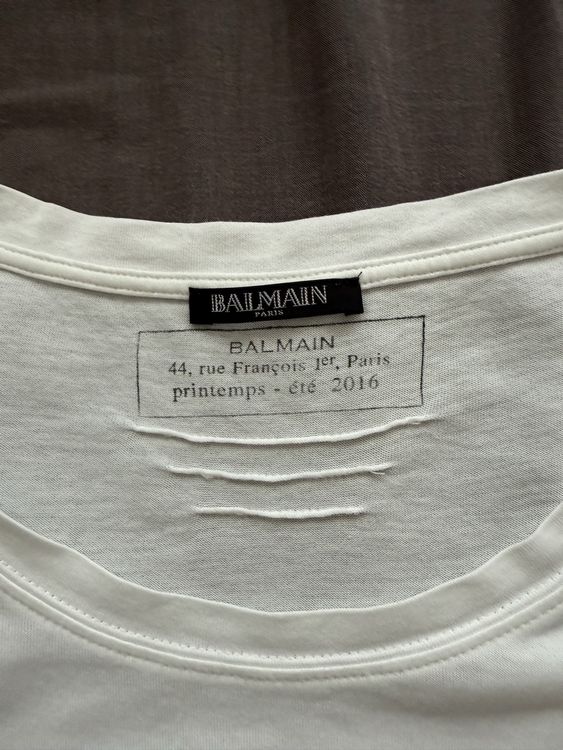 BALMAIN
PARIS
BALMAIN
44, rue François 1er, Paris
printemps - été 2016